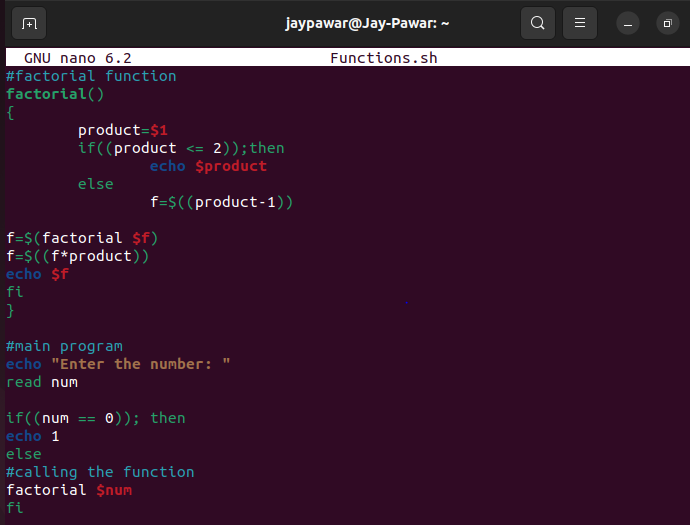 jaypawar@Jay-Pawar: ~
GNU nano 6.2 Functions.sh
#factorial function
factorial()
{
        product=$1
        if((product <= 2));then
                echo $product
        else
                f=$((product-1))

f=$(factorial $f)
f=$((f*product))
echo $f
fi
}

#main program
echo "Enter the number: "
read num

if((num == 0)); then
echo 1
else
#calling the function
factorial $num
fi